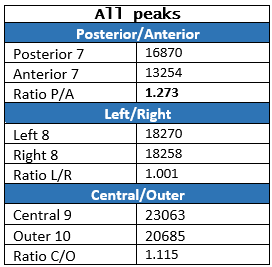 All peaks
Posterior/Anterior
Posterior 7 16870
Anterior 7 13254
Ratio P/A 1.273
Left/Right
Left 8 18270
Right 8 18258
Ratio L/R 1.001
Central/Outer
Central 9 23063
Outer 10 20685
Ratio C/O 1.115